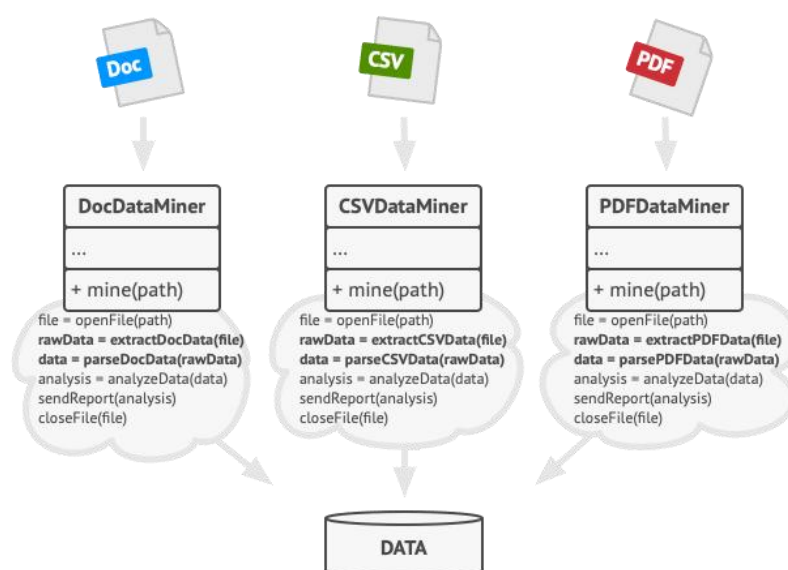 Doc
CSV
PDF
DocDataMiner
...
+ mine(path)
file = openFile(path)
rawData = extractDocData(file)
data = parseDocData(rawData)
analysis = analyzeData(data)
sendReport(analysis)
closeFile(file)
CSVDataMiner
...
+ mine(path)
file = openFile(path)
rawData = extractCSVData(file)
data = parseCSVData(rawData)
analysis = analyzeData(data)
sendReport(analysis)
closeFile(file)
PDFDataMiner
...
+ mine(path)
file = openFile(path)
rawData = extractPDFData(file)
data = parsePDFData(rawData)
analysis = analyzeData(data)
sendReport(analysis)
closeFile(file)
DATA